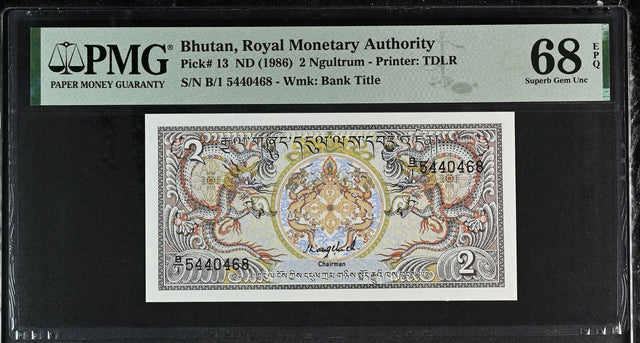 PMG®
PAPER MONEY GUARANTY
Bhutan, Royal Monetary Authority
Pick# 13 ND (1986) 2 Ngultrum - Printer: TDLR
S/N B/1 5440468 - Wmk: Bank Title
68 EPQ
Superb Gem Unc
2
B/1 5440468
B/1 5440468
Chairman
2